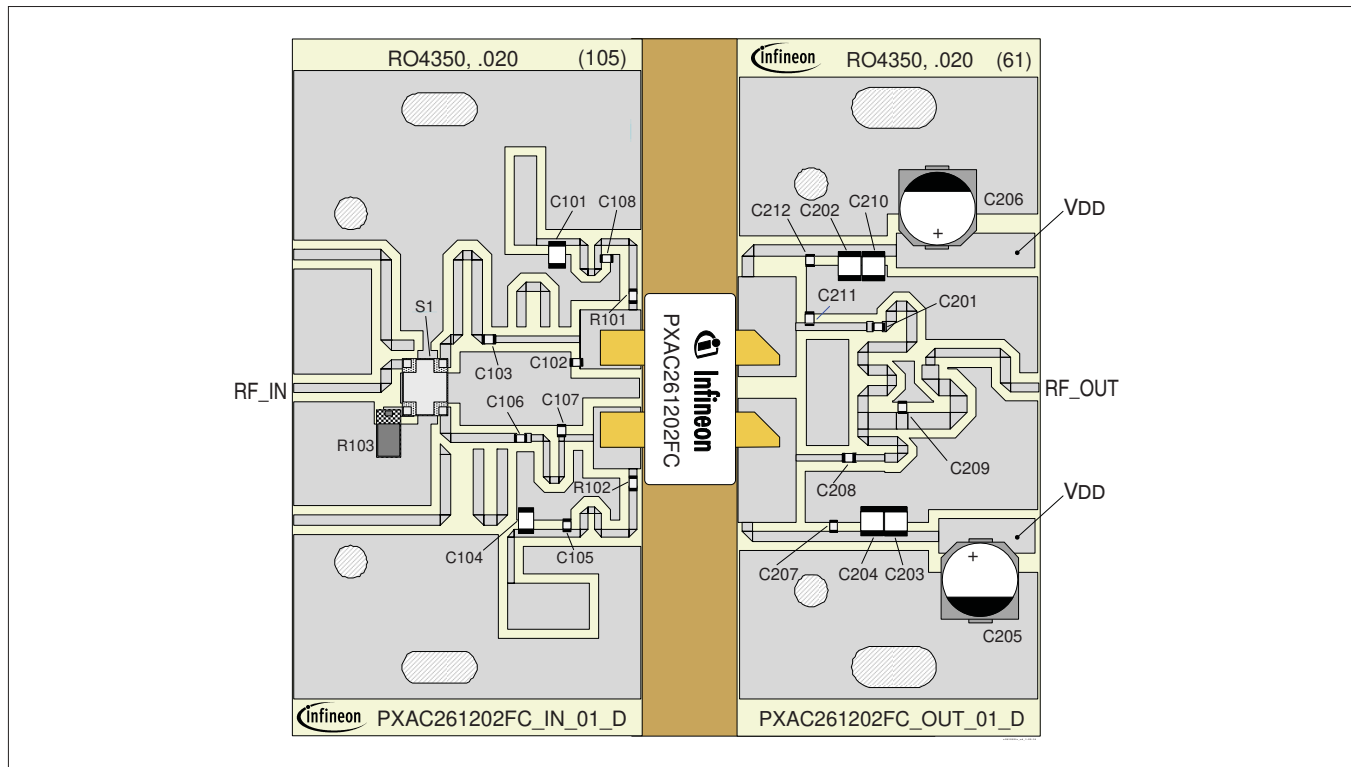 RO4350, .020 (105)
infineon RO4350, .020 (61)
C101 C108
C206
VDD
C212 C202 C210
S1
R101
C211
C201
C103
C102
RF_IN
RF_OUT
Infineon
PXAC261202FC
C106 C107
R103
C209
R102
C208
VDD
C104 C105
C207 C204 C203
C205
infineon PXAC261202FC_IN_01_D
PXAC261202FC_OUT_01_D